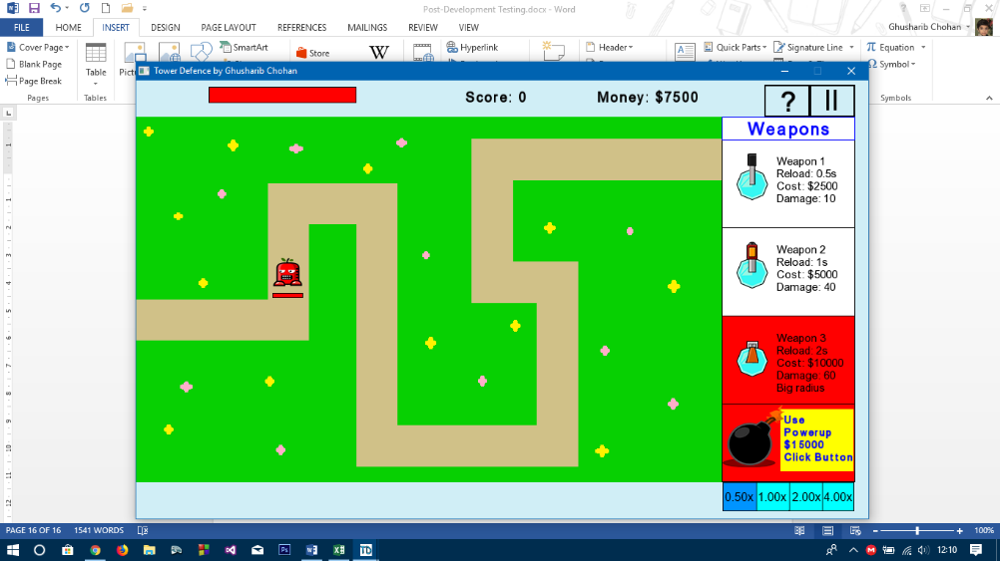 Post-Development Testing.docx - Word
FILE HOME INSERT DESIGN PAGE LAYOUT REFERENCES MAILINGS REVIEW VIEW
Ghusharib Chohan
Cover Page
Blank Page
Page Break
Pages
Table
Tables
SmartArt
Store
W
Hyperlink
Header
Quick Parts
Signature Line
Equation
Symbol
Symbols
Tower Defence by Ghusharib Chohan
Score: 0
Money: $7500
?
Weapons
Weapon 1
Reload: 0.5s
Cost: $2500
Damage: 10
Weapon 2
Reload: 1s
Cost: $5000
Damage: 40
Weapon 3
Reload: 2s
Cost: $10000
Damage: 60
Big radius
Use
Powerup
$15000
Click Button
0.50x 1.00x 2.00x 4.00x
PAGE 16 OF 16 1541 WORDS
100%
TD
12:10